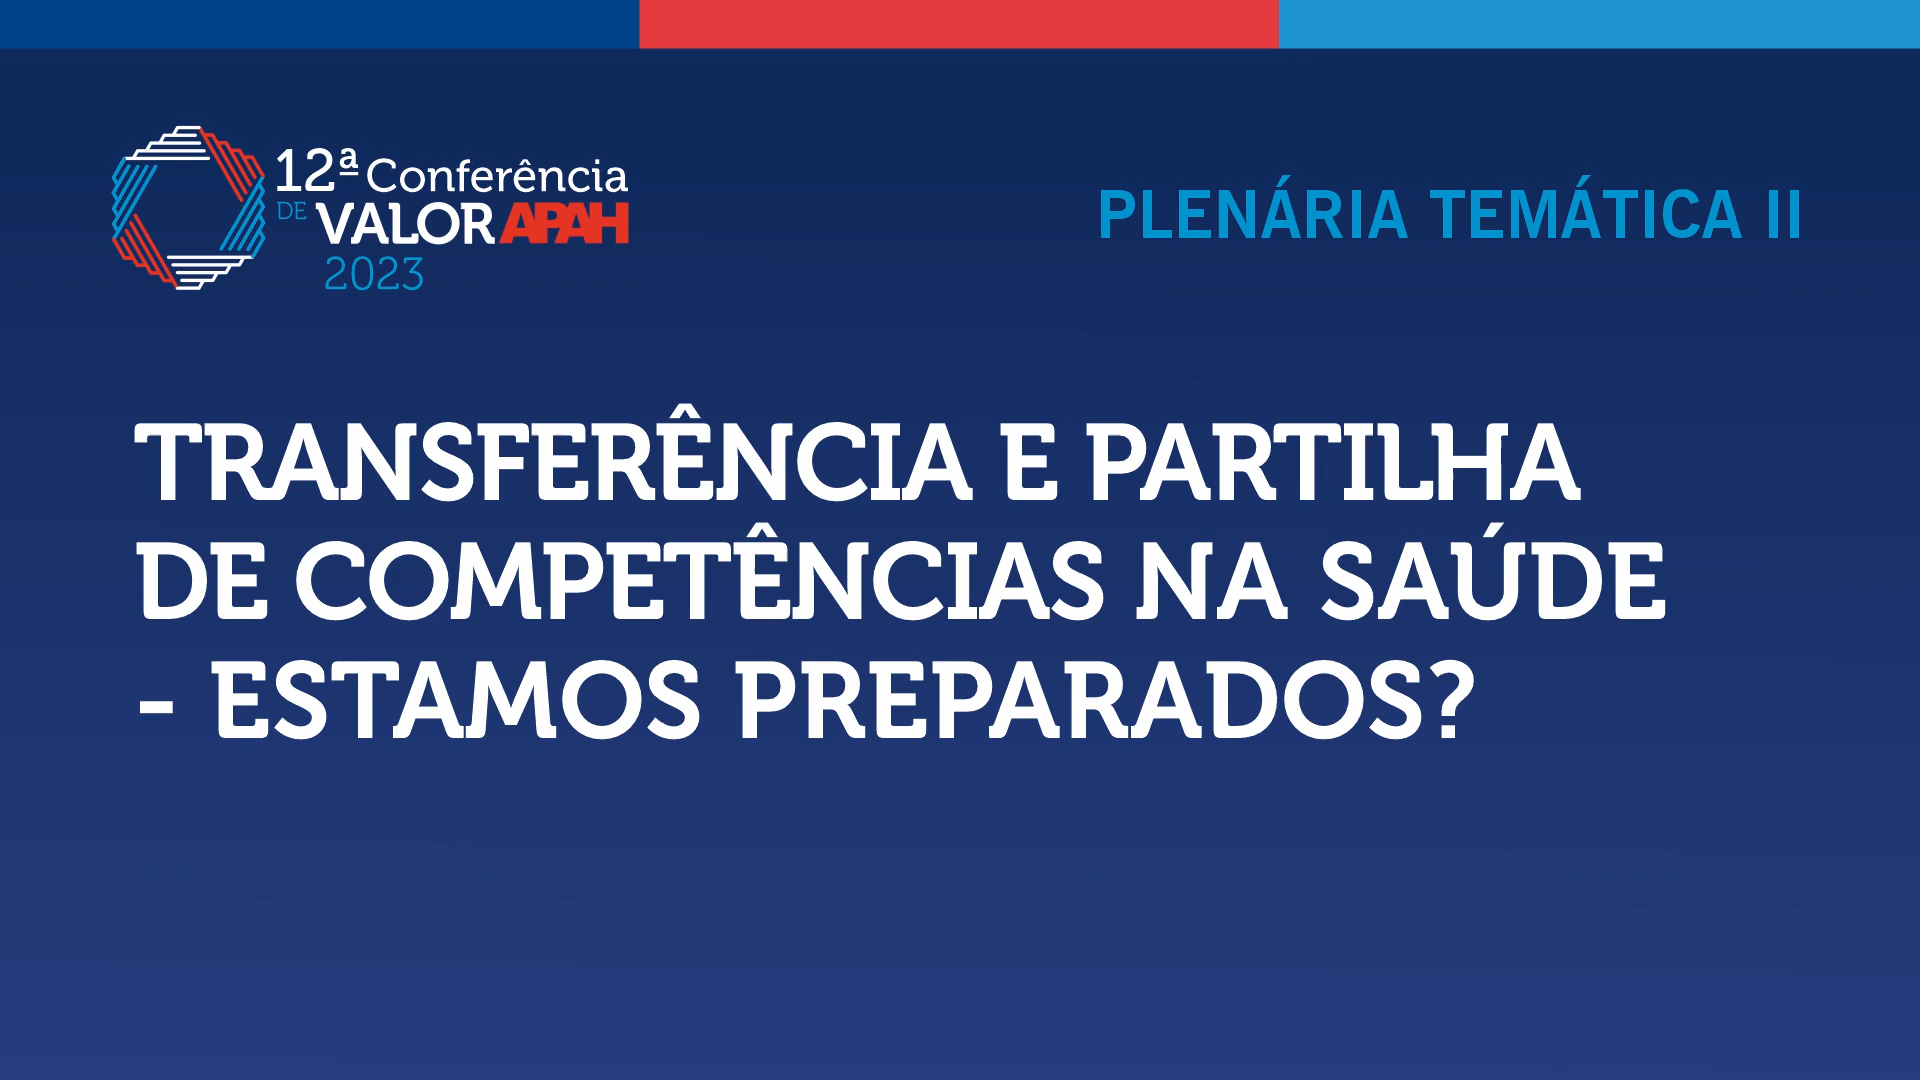 12ª Conferência
DE VALOR APAH
2023
PLENÁRIA TEMÁTICA II
TRANSFERÊNCIA E PARTILHA
DE COMPETÊNCIAS NA SAÚDE
- ESTAMOS PREPARADOS?